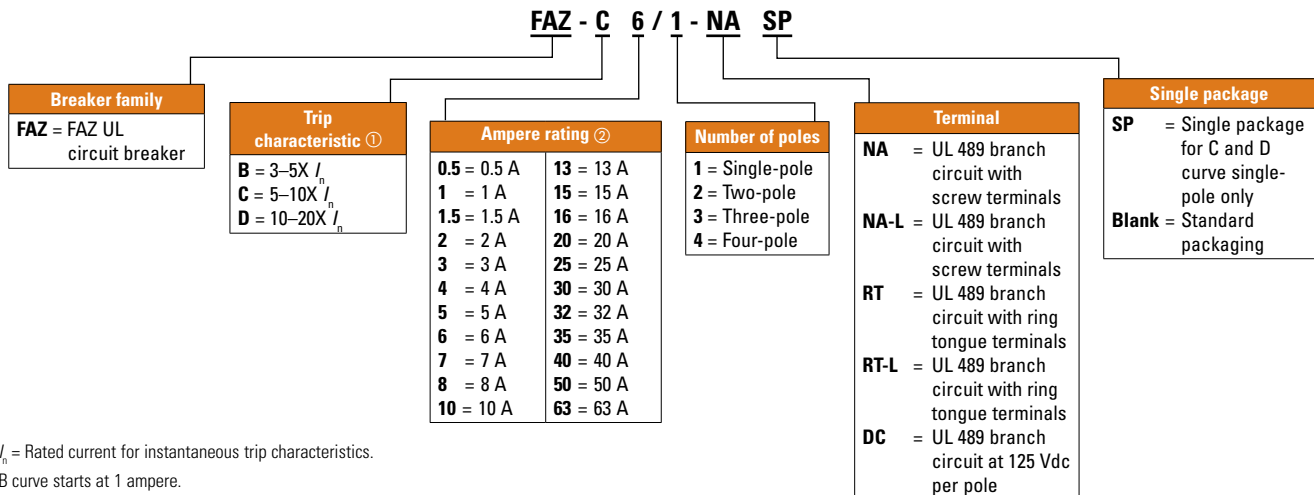 FAZ - C 6 / 1 - NA SP
Breaker family
FAZ = FAZ UL
circuit breaker
Trip
characteristic ①
B = 3–5X In
C = 5–10X In
D = 10–20X In
Ampere rating ②
0.5 = 0.5 A
1 = 1 A
1.5 = 1.5 A
2 = 2 A
3 = 3 A
4 = 4 A
5 = 5 A
6 = 6 A
7 = 7 A
8 = 8 A
10 = 10 A
13 = 13 A
15 = 15 A
16 = 16 A
20 = 20 A
25 = 25 A
30 = 30 A
32 = 32 A
35 = 35 A
40 = 40 A
50 = 50 A
63 = 63 A
Number of poles
1 = Single-pole
2 = Two-pole
3 = Three-pole
4 = Four-pole
Terminal
NA = UL 489 branch
circuit with
screw terminals
NA-L = UL 489 branch
circuit with
screw terminals
RT = UL 489 branch
circuit with ring
tongue terminals
RT-L = UL 489 branch
circuit with ring
tongue terminals
DC = UL 489 branch
circuit at 125 Vdc
per pole
Single package
SP = Single package
for C and D
curve single-
pole only
Blank = Standard
packaging
In = Rated current for instantaneous trip characteristics.
B curve starts at 1 ampere.